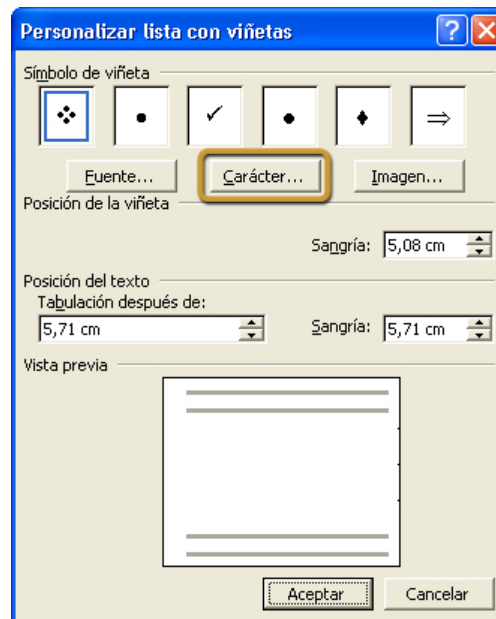 Personalizar lista con viñetas
Símbolo de viñeta
Fuente... Carácter... Imagen...
Posición de la viñeta
Sangría: 5,08 cm
Posición del texto
Tabulación después de:
5,71 cm Sangría: 5,71 cm
Vista previa
Aceptar Cancelar